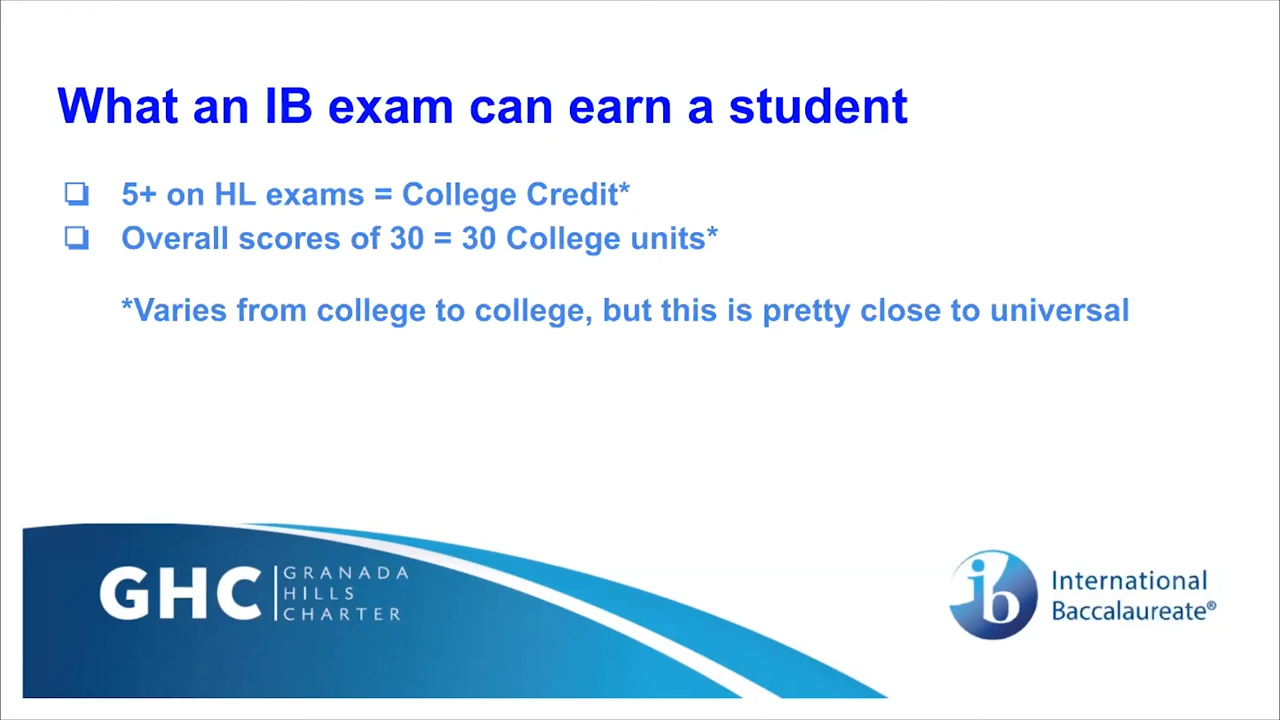 What an IB exam can earn a student
❏ 5+ on HL exams = College Credit*
❏ Overall scores of 30 = 30 College units*
*Varies from college to college, but this is pretty close to universal
GHC
GRANADA
HILLS
CHARTER
ib
International
Baccalaureate®